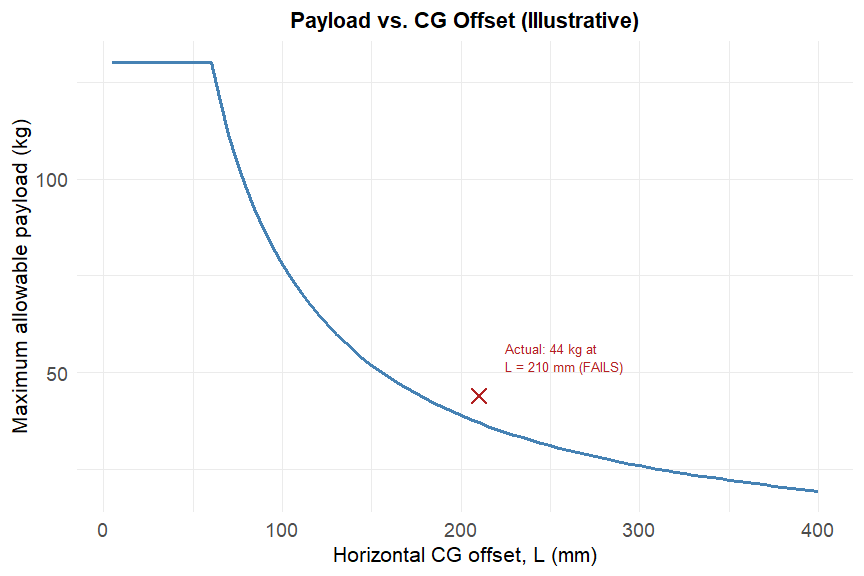 Payload vs. CG Offset (Illustrative)
Maximum allowable payload (kg)
100
50
Actual: 44 kg at
L = 210 mm (FAILS)
0
100
200
300
400
Horizontal CG offset, L (mm)